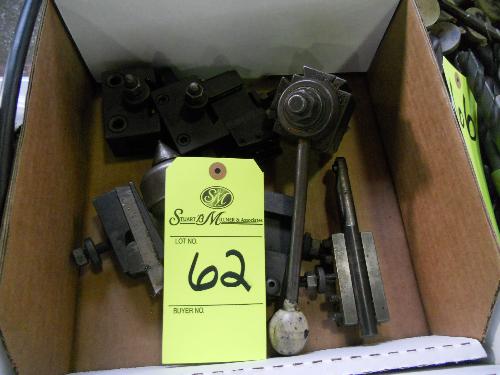 SM
STUART B MILLNER & Associates
LOT NO.
62
BUYER NO.